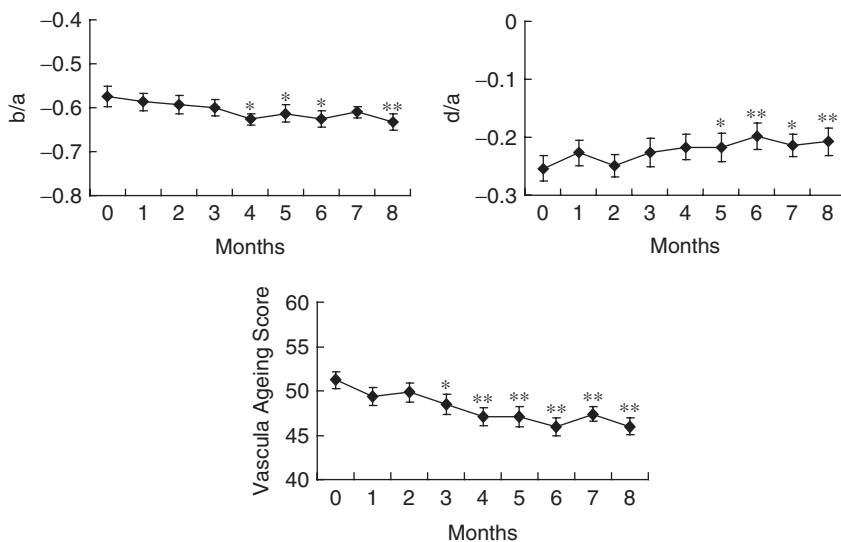 −0.4
−0.5
−0.6
−0.7
−0.8
b/a
* * * **
0 1 2 3 4 5 6 7 8
Months
0
−0.1
−0.2
−0.3
d/a
* ** * **
0 1 2 3 4 5 6 7 8
Months
60
55
50
45
40
Vascula Ageing Score
* ** ** ** ** **
0 1 2 3 4 5 6 7 8
Months